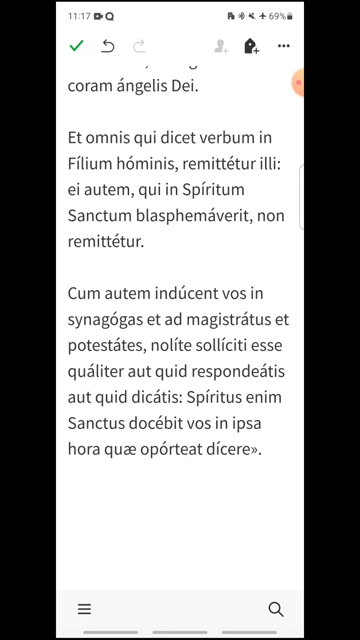 11:17
69%
coram ángelis Dei.
Et omnis qui dicet verbum in
Fílium hóminis, remittétur illi:
ei autem, qui in Spíritum
Sanctum blasphemáverit, non
remittétur.
Cum autem indúcent vos in
synagógas et ad magistrátus et
potestátes, nolíte sollíciti esse
quáliter aut quid respondeátis
aut quid dicátis: Spíritus enim
Sanctus docébit vos in ipsa
hora quæ opórteat dícere».